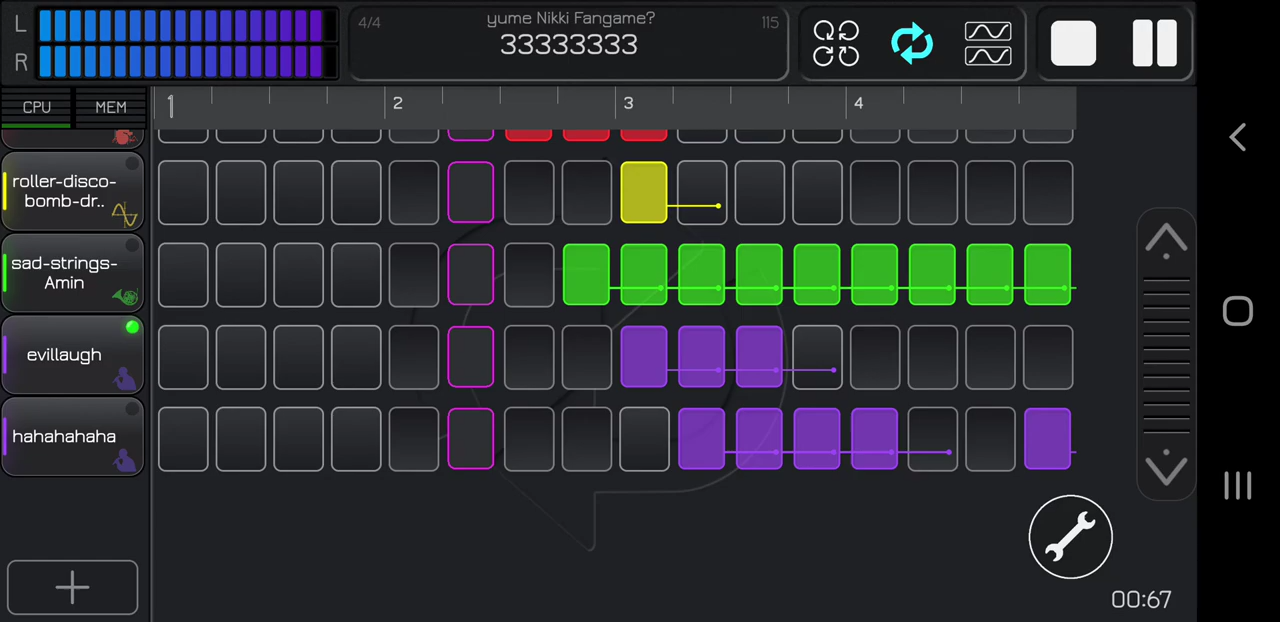 L
R
4/4
yume Nikki Fangame?
115
33333333
CPU
MEM
1
2
3
4
roller-disco-
bomb-dr..
sad-strings-
Amin
evillaugh
hahahahaha
00:67